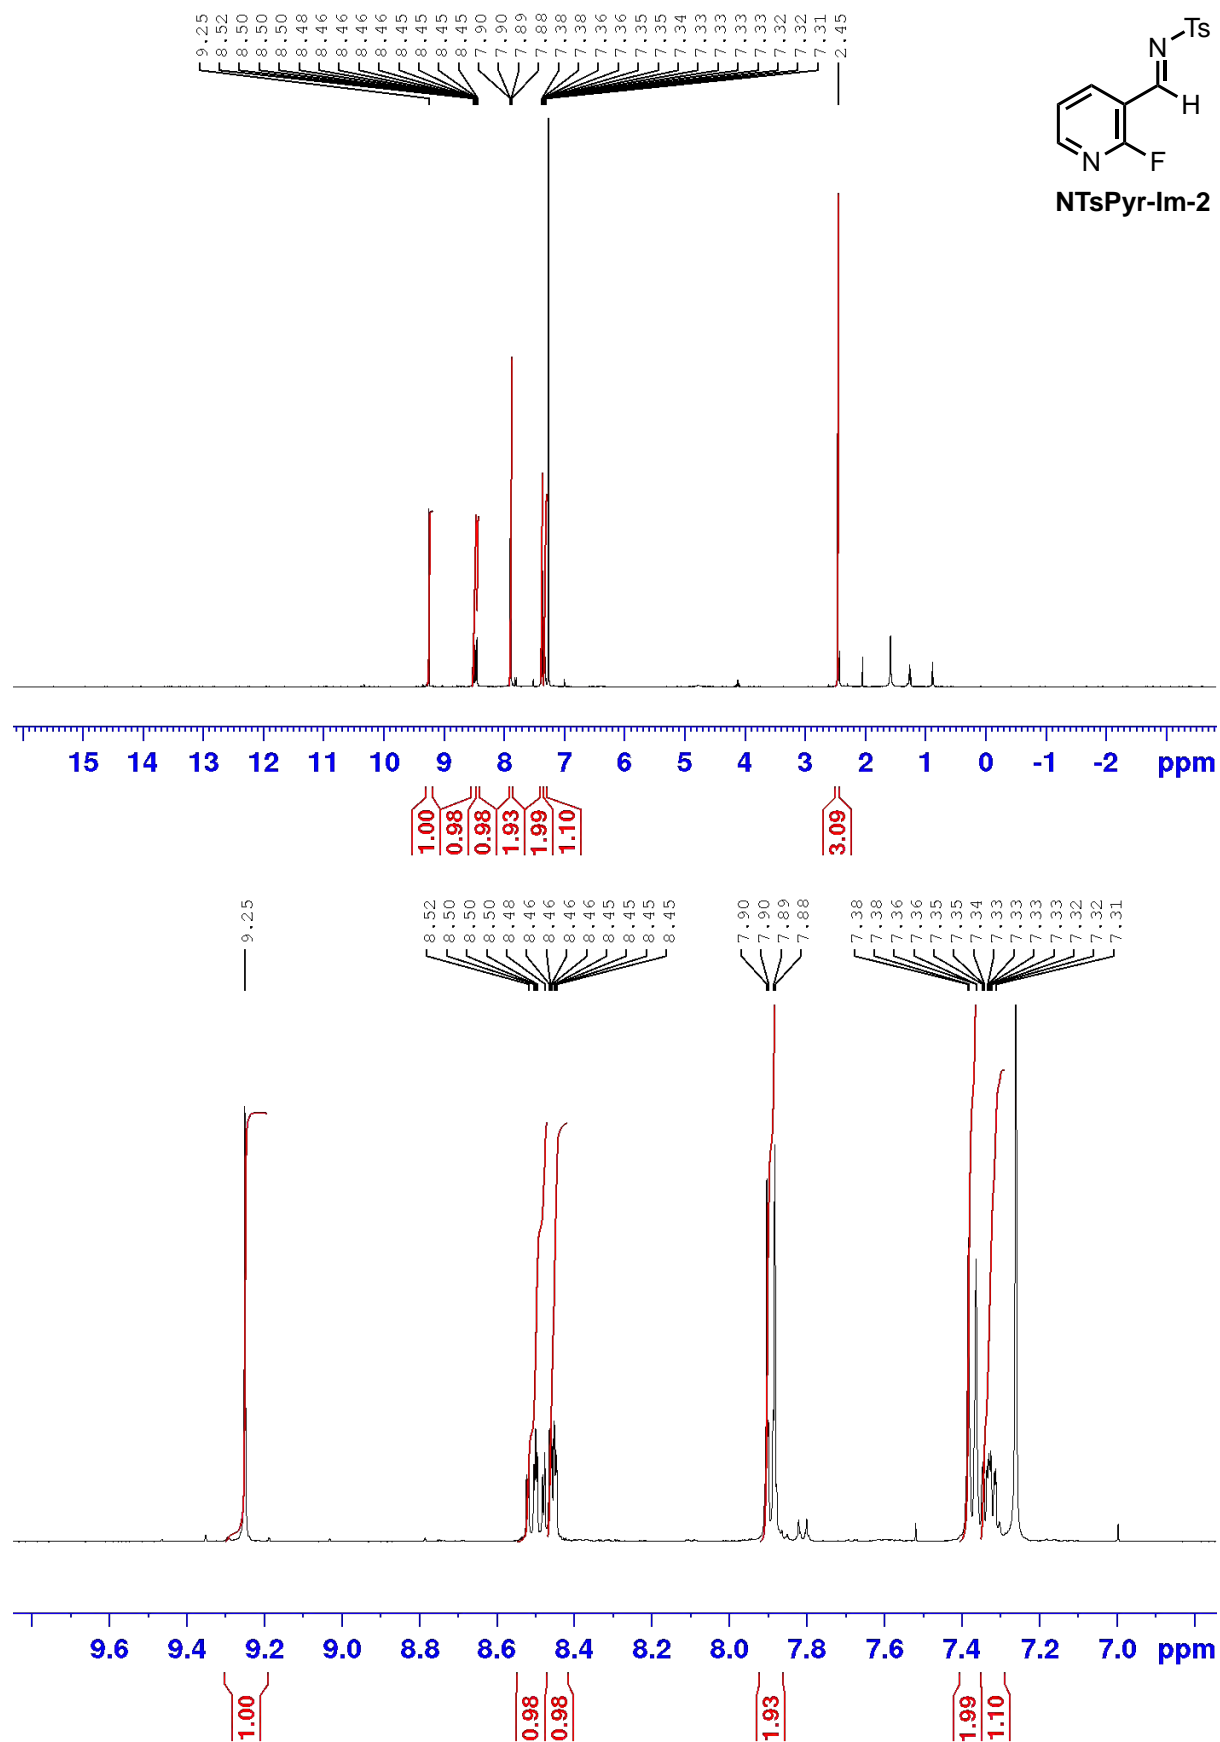 9.25 8.52 8.50 8.50 8.50 8.48 8.46 8.46 8.46 8.46 8.45 8.45 8.45 8.45 7.90 7.90 7.89 7.88 7.38 7.38 7.36 7.36 7.35 7.35 7.34 7.33 7.33 7.33 7.33 7.32 7.32 7.31 2.45
Ts
N
H
N
F
NTsPyr-Im-2
15 14 13 12 11 10 9 8 7 6 5 4 3 2 1 0 -1 -2 ppm
1.00 0.98 0.98 1.93 1.99 1.10 3.09
9.25 8.52 8.50 8.50 8.50 8.48 8.46 8.46 8.46 8.46 8.45 8.45 8.45 8.45 7.90 7.90 7.89 7.88 7.38 7.38 7.36 7.36 7.35 7.35 7.34 7.33 7.33 7.33 7.32 7.32 7.31
9.6 9.4 9.2 9.0 8.8 8.6 8.4 8.2 8.0 7.8 7.6 7.4 7.2 7.0 ppm
1.00 0.98 0.98 1.93 1.99 1.10